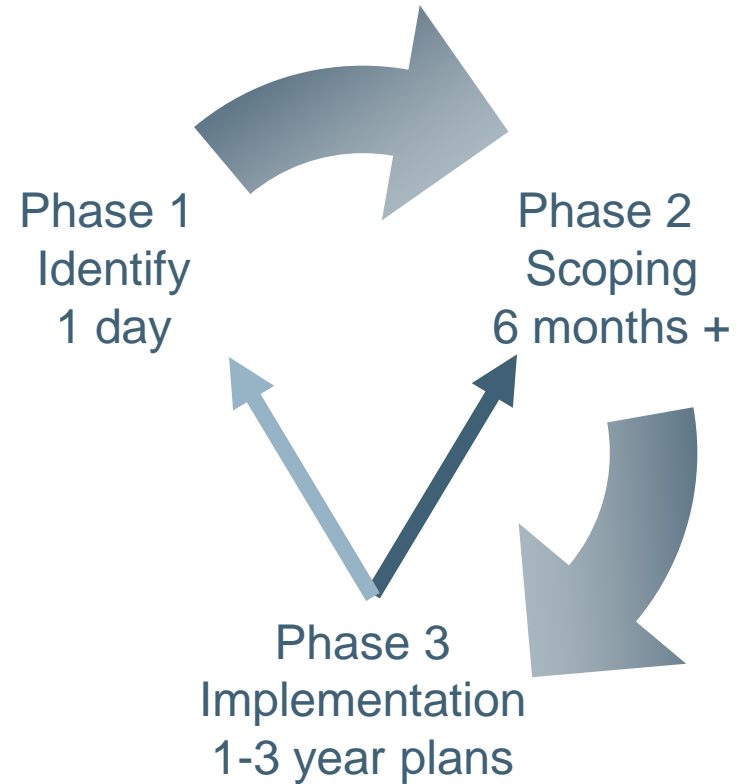 Phase 1
Identify
1 day
Phase 2
Scoping
6 months +
Phase 3
Implementation
1-3 year plans